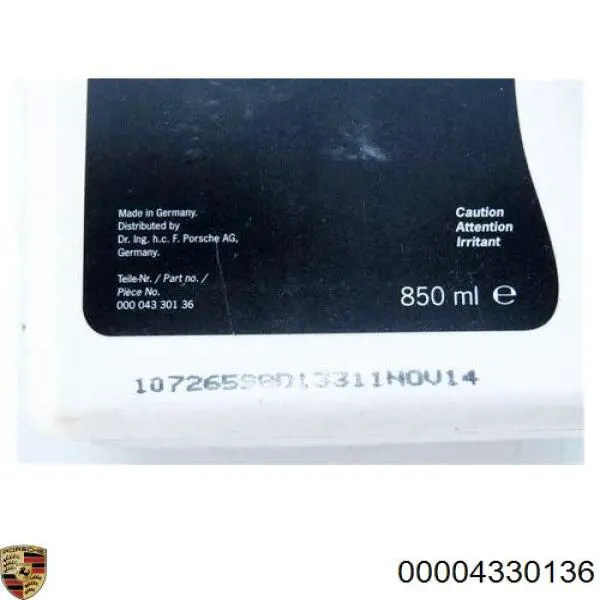 Made in Germany.
Distributed by
Dr. Ing. h.c. F. Porsche AG,
Germany.
Teile-Nr. / Part no. /
Pièce No.
000 043 301 36
Caution
Attention
Irritant
850 ml ℮
PORSCHE
00004330136